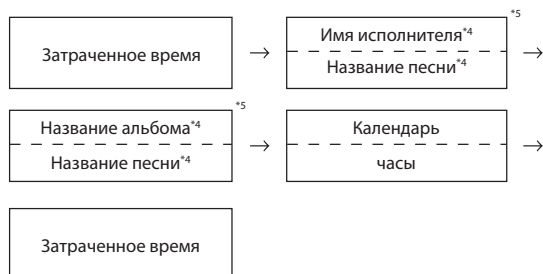 Затраченное время
→
*5
Имя исполнителя*4
Название песни*4
→
*5
Название альбома*4
Название песни*4
→
Календарь
часы
→
Затраченное время